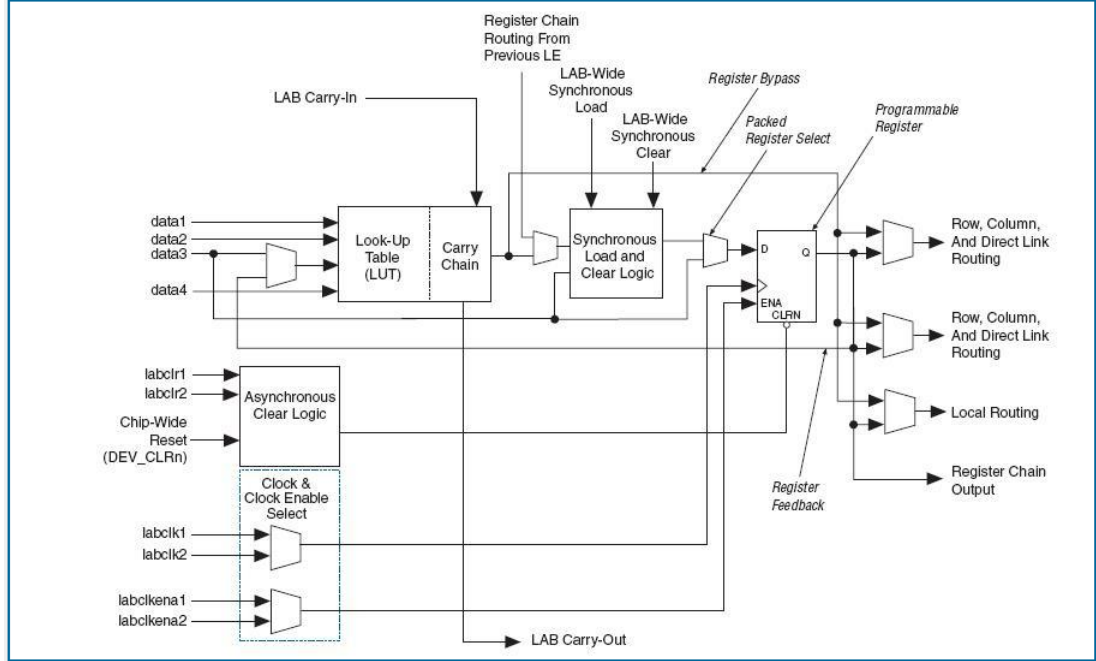 Register Chain
Routing From
Previous LE
LAB-Wide
Synchronous
Load
Register Bypass
Programmable
Register
LAB Carry-In
LAB-Wide
Synchronous
Clear
Packed
Register Select
data1
data2
data3
data4
Look-Up
Table
(LUT)
Carry
Chain
Synchronous
Load and
Clear Logic
D
Q
ENA
CLRN
Row, Column,
And Direct Link
Routing
Row, Column,
And Direct Link
Routing
Local Routing
Register Chain
Output
Register
Feedback
labclr1
labclr2
Chip-Wide
Reset
(DEV_CLRn)
Asynchronous
Clear Logic
Clock &
Clock Enable
Select
labclk1
labclk2
labclkena1
labclkena2
LAB Carry-Out